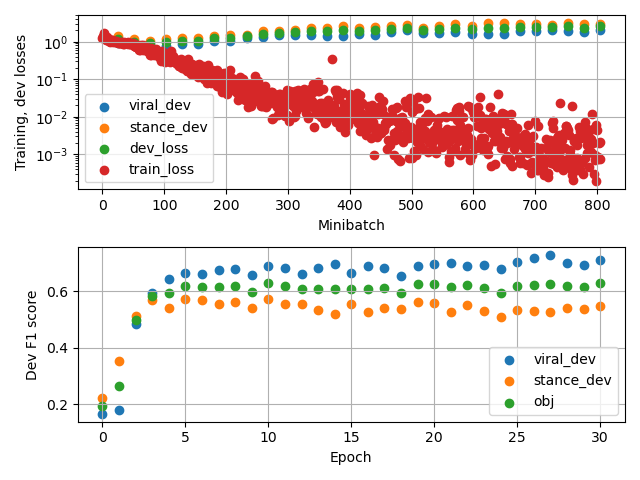 Training, dev losses
10⁰
10⁻¹
10⁻²
10⁻³
viral_dev
stance_dev
dev_loss
train_loss
0 100 200 300 400 500 600 700 800
Minibatch
Dev F1 score
0.6
0.4
0.2
viral_dev
stance_dev
obj
0 5 10 15 20 25 30
Epoch